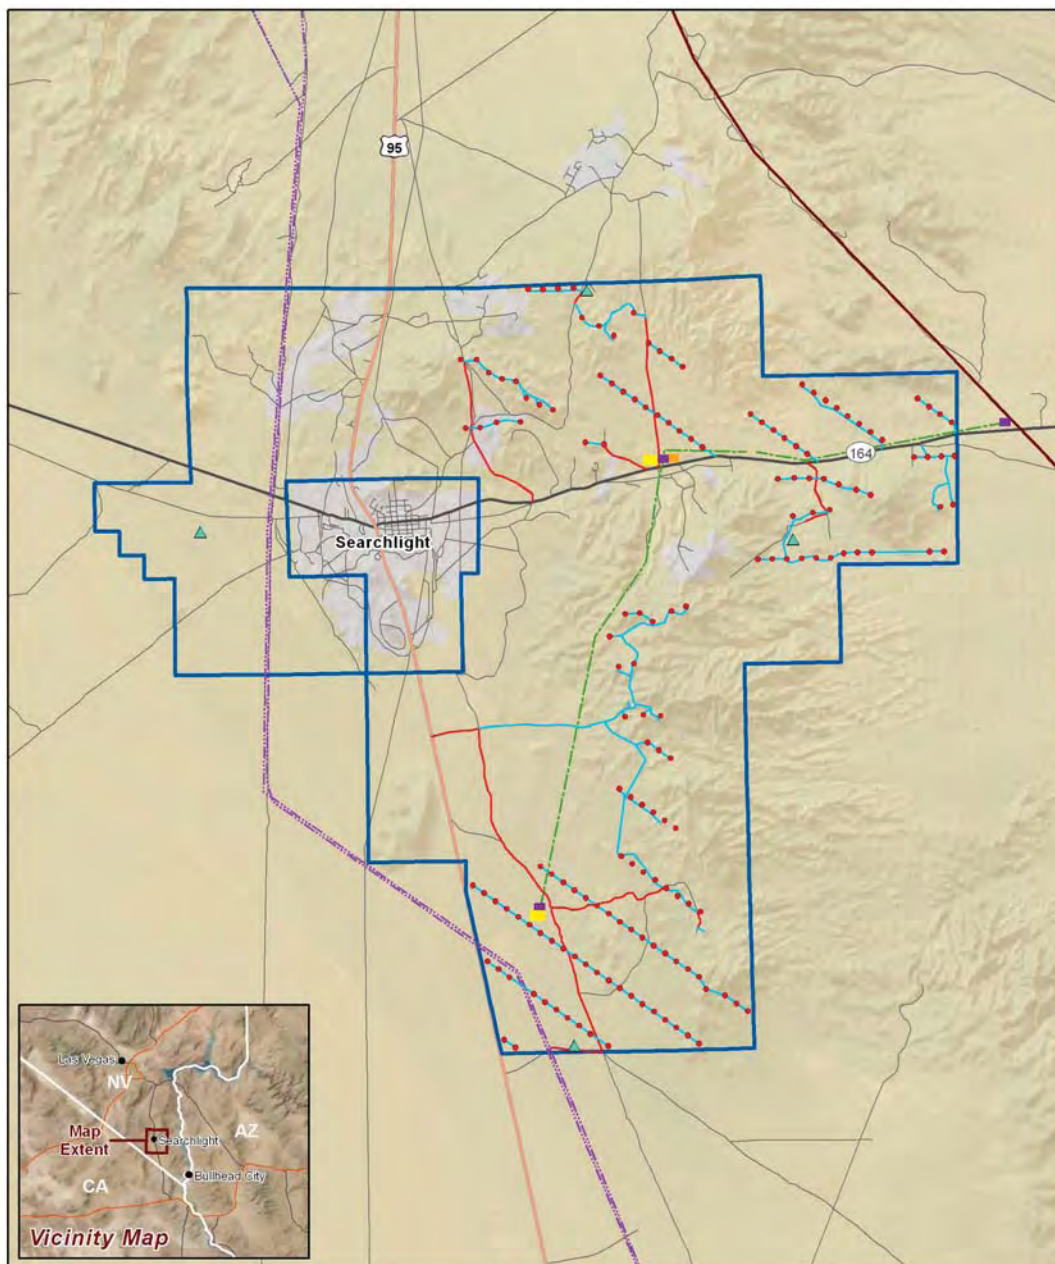 95
164
Searchlight
Las Vegas
NV
Map
Extent
Searchlight
AZ
Bullhead City
CA
Vicinity Map